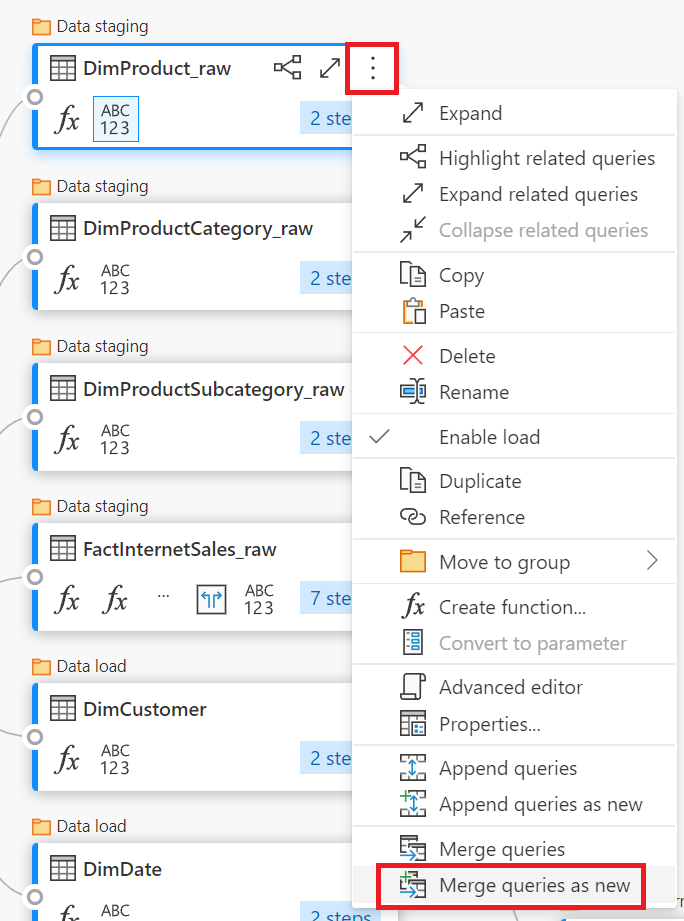 Data staging
DimProduct_raw
fx ABC 123
2 ste
Data staging
DimProductCategory_raw
fx ABC 123
2 ste
Data staging
DimProductSubcategory_raw
fx ABC 123
2 ste
Data staging
FactInternetSales_raw
fx fx ... ABC 123
7 ste
Data load
DimCustomer
fx ABC 123
2 ste
Data load
DimDate
fx ABC
2 steps
Expand
Highlight related queries
Expand related queries
Collapse related queries
Copy
Paste
Delete
Rename
Enable load
Duplicate
Reference
Move to group
fx Create function...
Convert to parameter
Advanced editor
Properties...
Append queries
Append queries as new
Merge queries
Merge queries as new